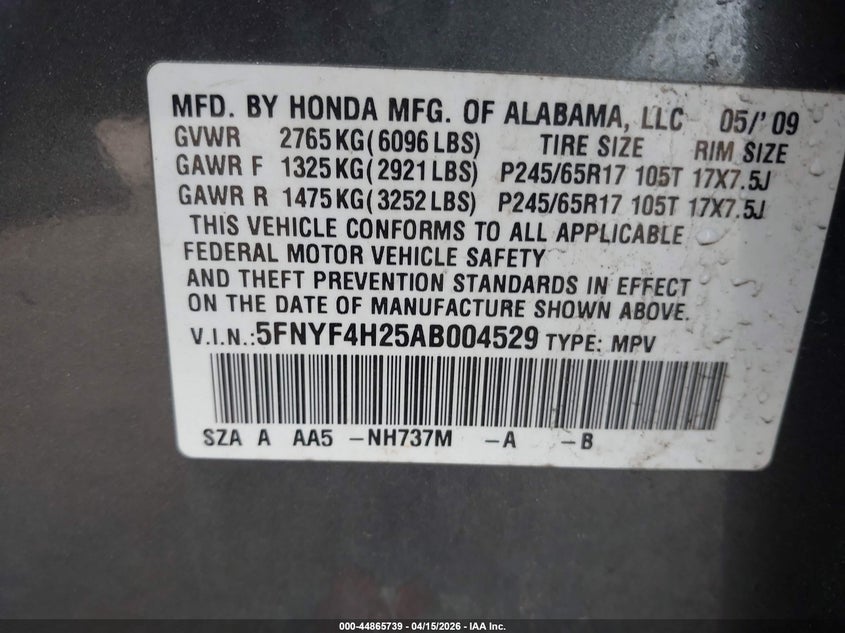 MFD. BY HONDA MFG. OF ALABAMA, LLC 05/'09
GVWR 2765KG(6096LBS) TIRE SIZE RIM SIZE
GAWR F 1325KG(2921LBS) P245/65R17 105T 17X7.5J
GAWR R 1475KG(3252LBS) P245/65R17 105T 17X7.5J
THIS VEHICLE CONFORMS TO ALL APPLICABLE
FEDERAL MOTOR VEHICLE SAFETY
AND THEFT PREVENTION STANDARDS IN EFFECT
ON THE DATE OF MANUFACTURE SHOWN ABOVE.
V.I.N.:5FNYF4H25AB004529 TYPE: MPV
SZA A AA5 -NH737M -A -B
000-44865739 - 04/15/2026 - IAA Inc.